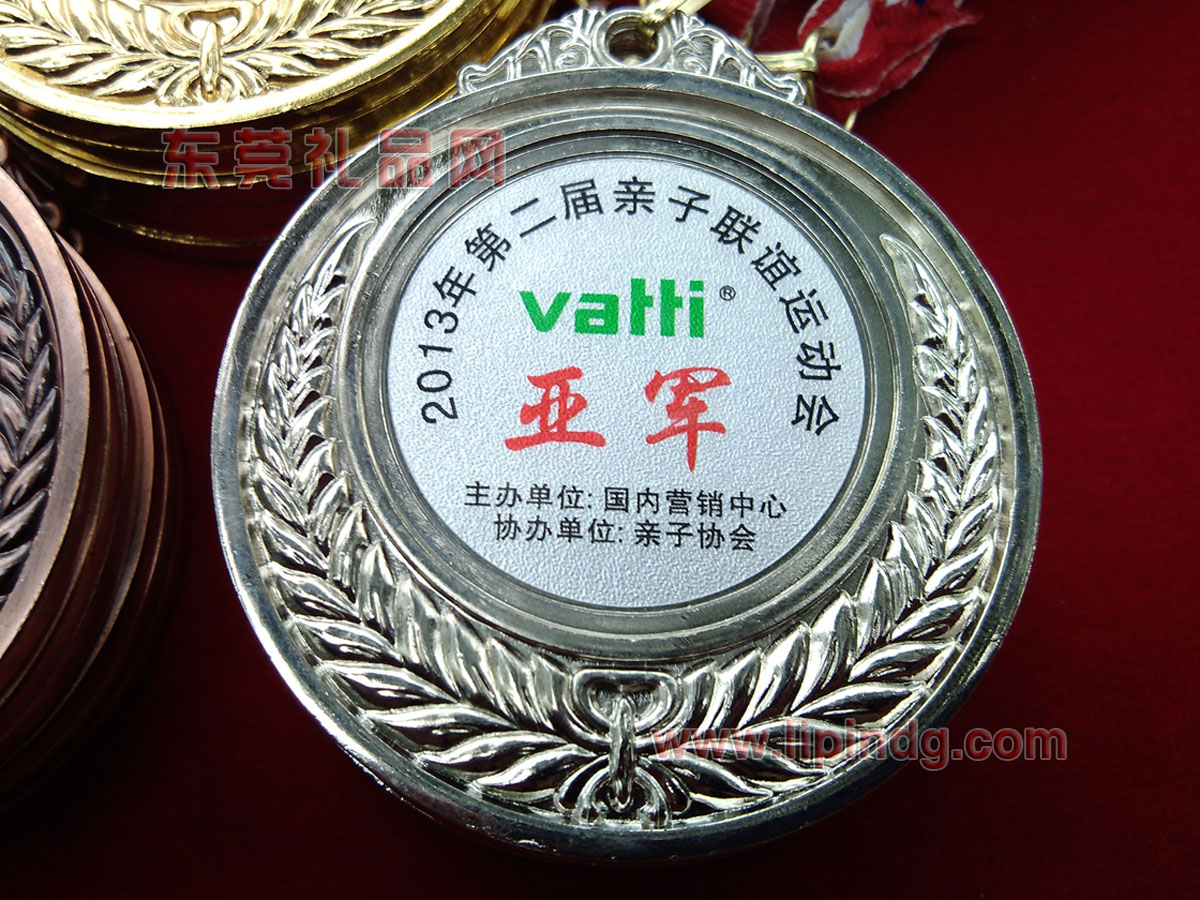 东莞礼品网
2013年第二届亲子联谊运动会
vatti®
亚军
主办单位: 国内营销中心
协办单位: 亲子协会
www.lipindg.com